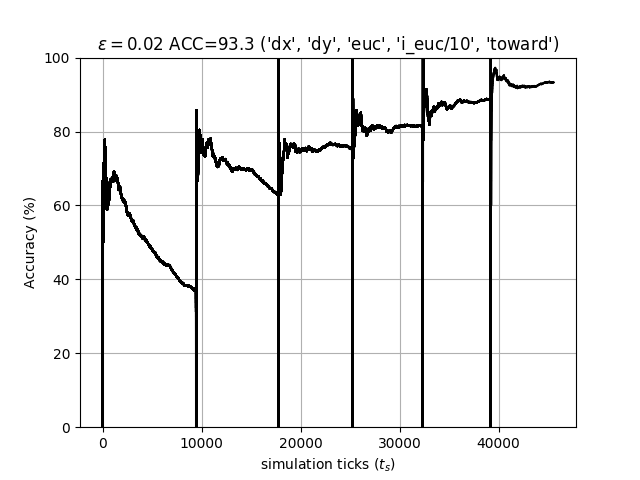 ε = 0.02 ACC=93.3 ('dx', 'dy', 'euc', 'i_euc/10', 'toward')
100
80
60
40
20
0
Accuracy (%)
0 10000 20000 30000 40000
simulation ticks (tₛ)